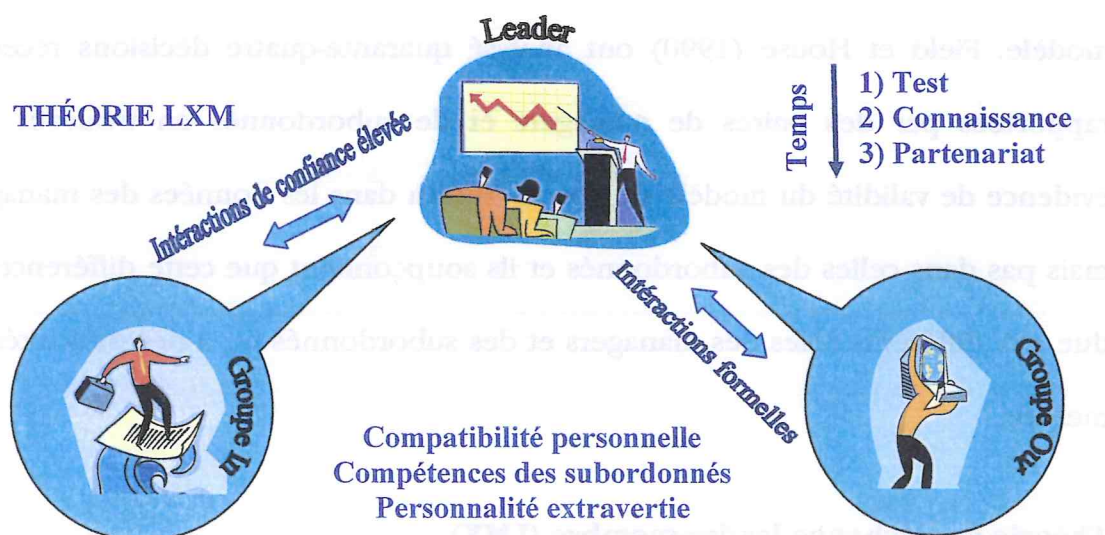 Leader
THÉORIE LXM
Temps
1) Test
2) Connaissance
3) Partenariat
Intéractions de confiance élevée
Intéractions formelles
Groupe In
Groupe Our
Compatibilité personnelle
Compétences des subordonnés
Personnalité extravertie